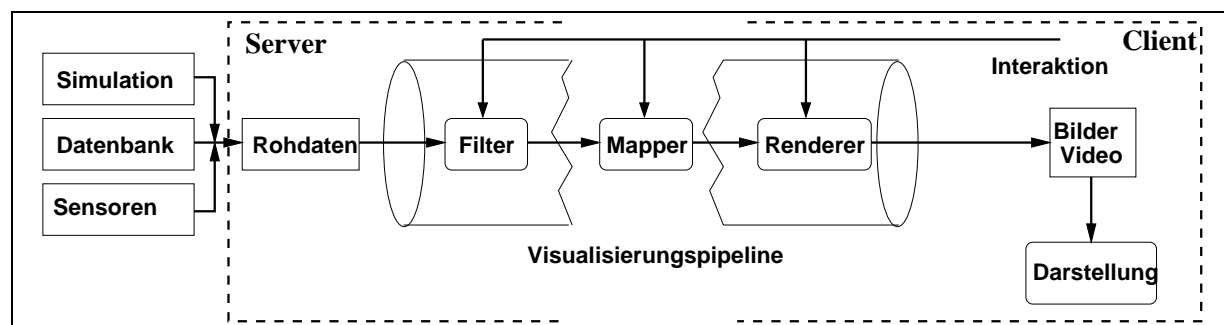 Server
Client
Interaktion
Simulation
Datenbank
Sensoren
Rohdaten
Filter
Mapper
Renderer
Bilder
Video
Visualisierungspipeline
Darstellung